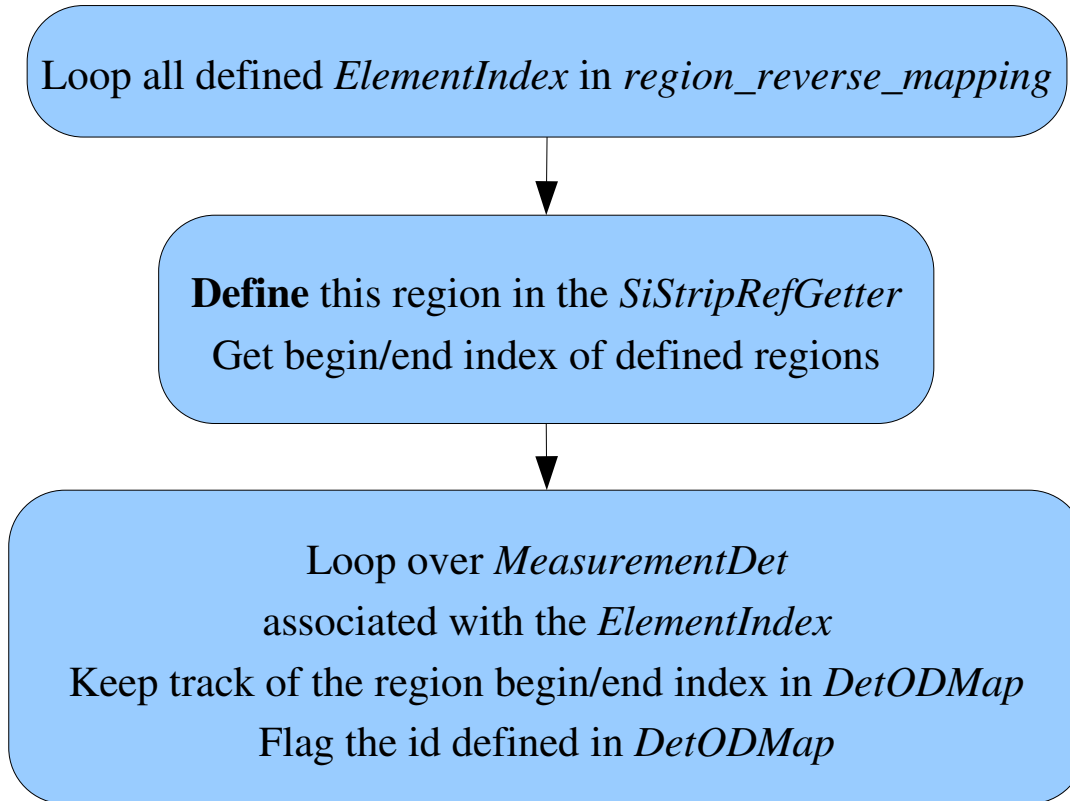 Loop all defined ElementIndex in region_reverse_mapping
Define this region in the SiStripRefGetter
Get begin/end index of defined regions
Loop over MeasurementDet
associated with the ElementIndex
Keep track of the region begin/end index in DetODMap
Flag the id defined in DetODMap